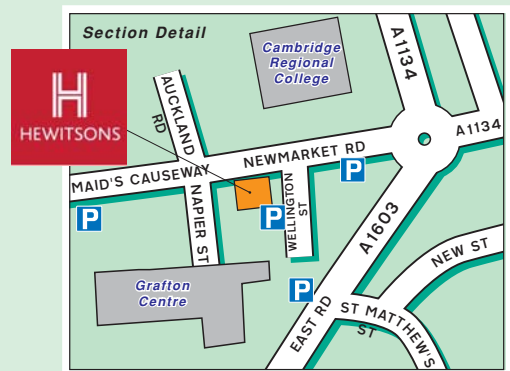 Section Detail
H
HEWITSONS
Cambridge
Regional
College
A1134
AUCKLAND
RD
A1134
NEWMARKET RD
MAID'S CAUSEWAY
P
P
P
NAPIER ST
WELLINGTON
ST
A1603
NEW ST
Grafton
Centre
P
EAST RD
ST MATTHEW'S
ST